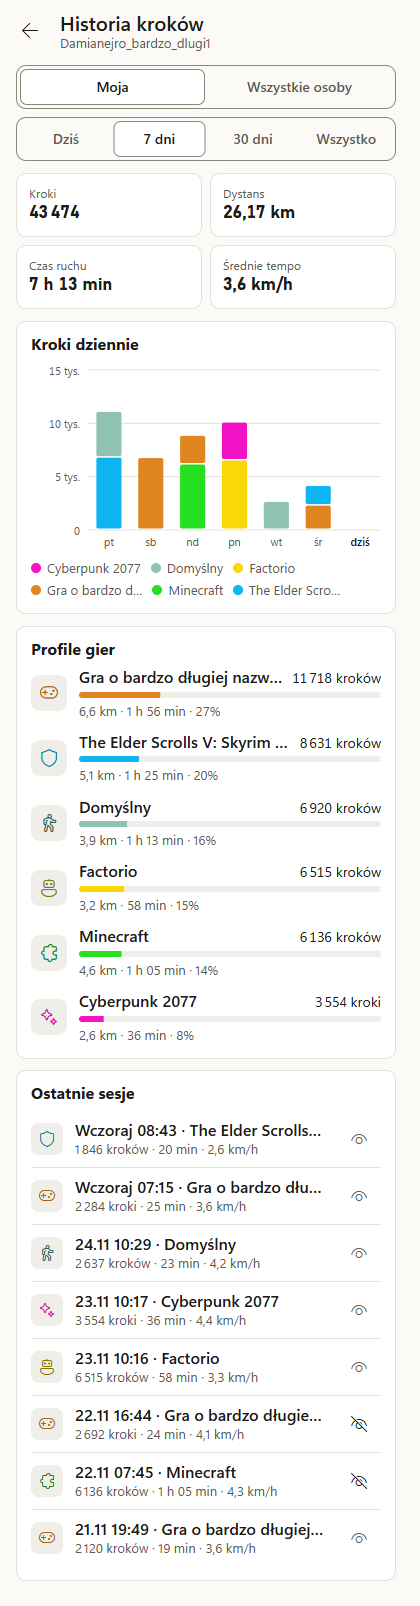 Historia kroków
Damianejro_bardzo_dlugi1
Moja Wszystkie osoby
Dziś 7 dni 30 dni Wszystko
Kroki
43 474
Dystans
26,17 km
Czas ruchu
7 h 13 min
Średnie tempo
3,6 km/h
Kroki dziennie
15 tys.
10 tys.
5 tys.
0
pt sb nd pn wt śr dziś
Cyberpunk 2077 Domyślny Factorio
Gra o bardzo d... Minecraft The Elder Scro...
Profile gier
Gra o bardzo długiej nazw... 11 718 kroków
6,6 km · 1 h 56 min · 27%
The Elder Scrolls V: Skyrim ... 8 631 kroków
5,1 km · 1 h 25 min · 20%
Domyślny 6 920 kroków
3,9 km · 1 h 13 min · 16%
Factorio 6 515 kroków
3,2 km · 58 min · 15%
Minecraft 6 136 kroków
4,6 km · 1 h 05 min · 14%
Cyberpunk 2077 3 554 kroki
2,6 km · 36 min · 8%
Ostatnie sesje
Wczoraj 08:43 · The Elder Scrolls...
1 846 kroków · 20 min · 2,6 km/h
Wczoraj 07:15 · Gra o bardzo dłu...
2 284 kroki · 25 min · 3,6 km/h
24.11 10:29 · Domyślny
2 637 kroków · 23 min · 4,2 km/h
23.11 10:17 · Cyberpunk 2077
3 554 kroki · 36 min · 4,4 km/h
23.11 10:16 · Factorio
6 515 kroków · 58 min · 3,3 km/h
22.11 16:44 · Gra o bardzo długie...
2 692 kroki · 24 min · 4,1 km/h
22.11 07:45 · Minecraft
6 136 kroków · 1 h 05 min · 4,3 km/h
21.11 19:49 · Gra o bardzo długiej...
2 120 kroków · 19 min · 3,6 km/h